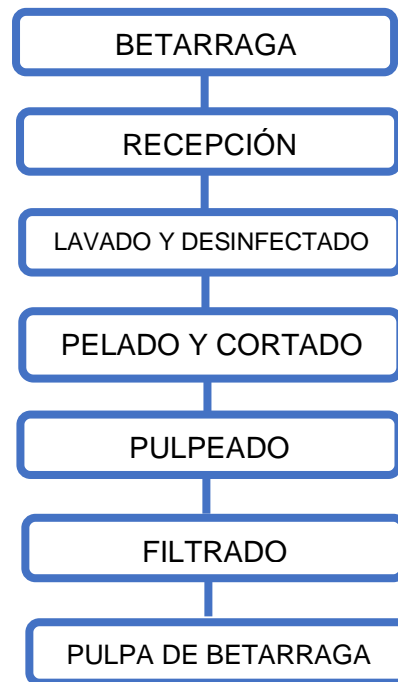 BETARRAGA
RECEPCIÓN
LAVADO Y DESINFECTADO
PELADO Y CORTADO
PULPEADO
FILTRADO
PULPA DE BETARRAGA